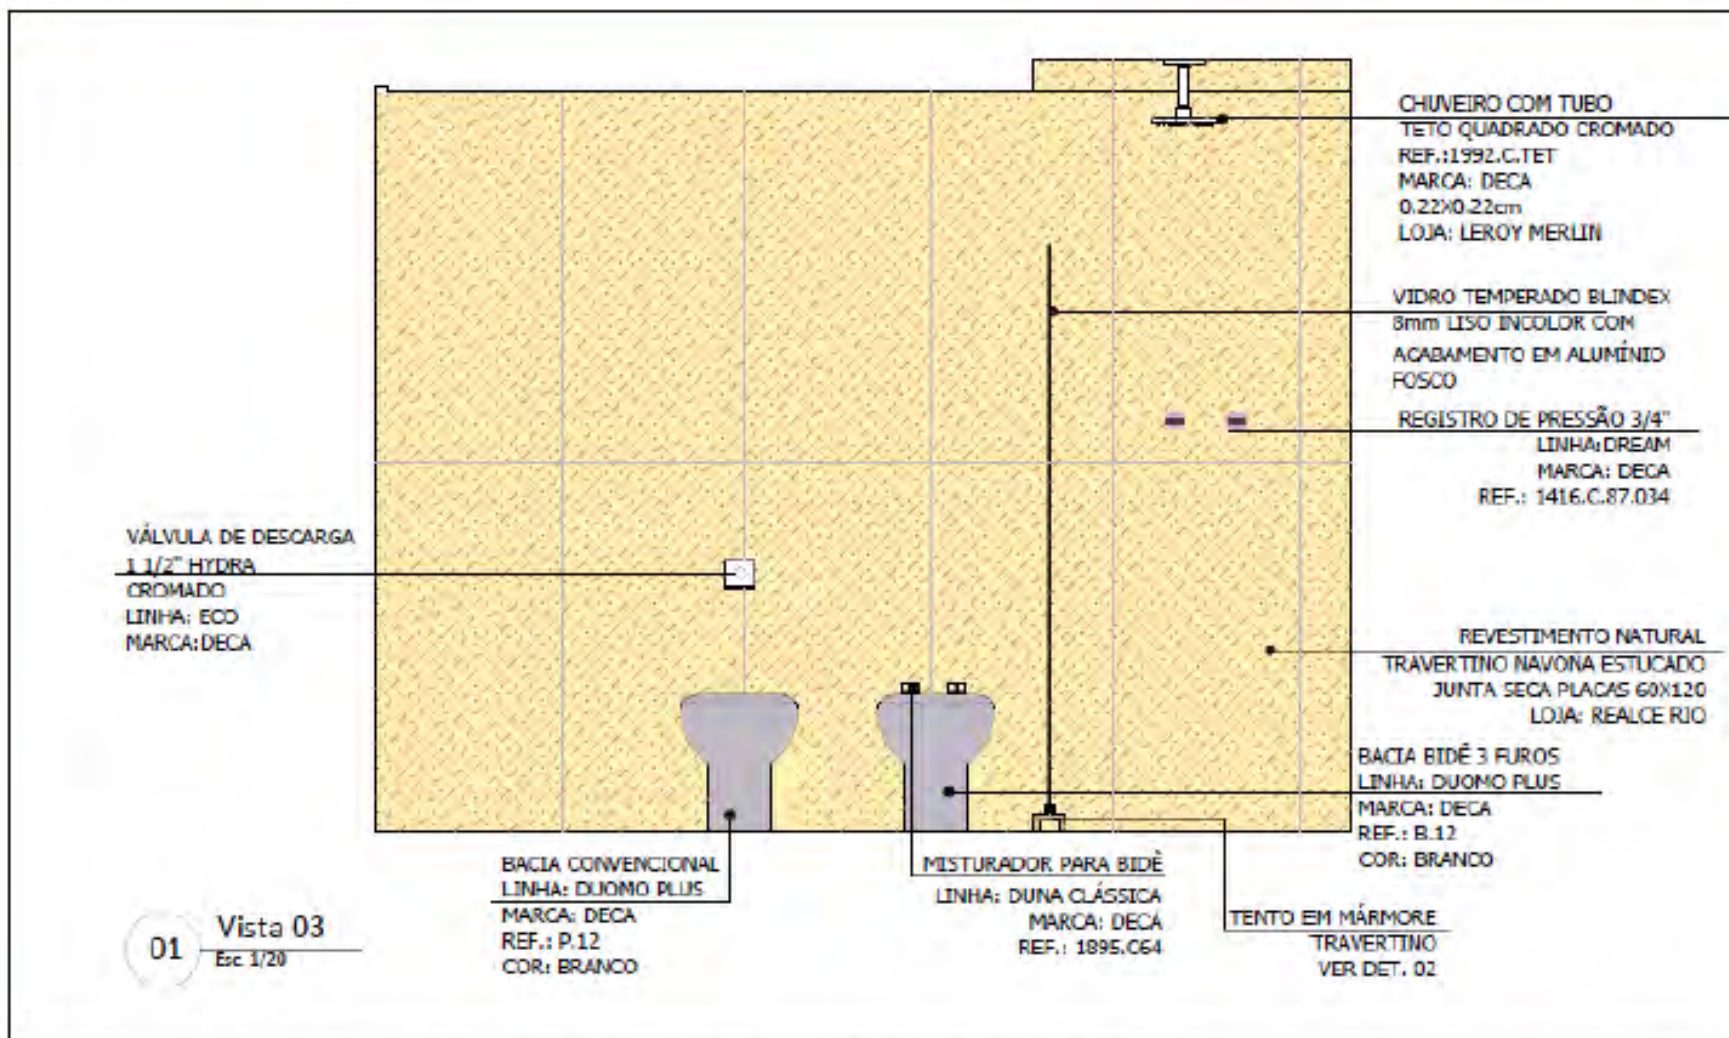 CHUVEIRO COM TUBO
TETO QUADRADO CROMADO
REF.:1992.C.TET
MARCA: DECA
0.22X0.22cm
LOJA: LEROY MERLIN
VIDRO TEMPERADO BLINDEX
8mm LISO INCOLOR COM
ACABAMENTO EM ALUMÍNIO
FOSCO
REGISTRO DE PRESSÃO 3/4"
LINHA:DREAM
MARCA: DECA
REF.: 1416.C.87.034
VÁLVULA DE DESCARGA
1 1/2" HYDRA
CROMADO
LINHA: ECO
MARCA:DECA
REVESTIMENTO NATURAL
TRAVERTINO NAVONA ESTUCADO
JUNTA SECA PLACAS 60X120
LOJA: REALCE RIO
BACIA BIDÊ 3 FUROS
LINHA: DUOMO PLUS
MARCA: DECA
REF.: B.12
COR: BRANCO
BACIA CONVENCIONAL
LINHA: DUOMO PLUS
MARCA: DECA
REF.: P.12
COR: BRANCO
MISTURADOR PARA BIDÊ
LINHA: DUNA CLÁSSICA
MARCA: DECA
REF.: 1895.C64
TENTO EM MÁRMORE
TRAVERTINO
VER DET. 02
01 Vista 03
Esc. 1/20